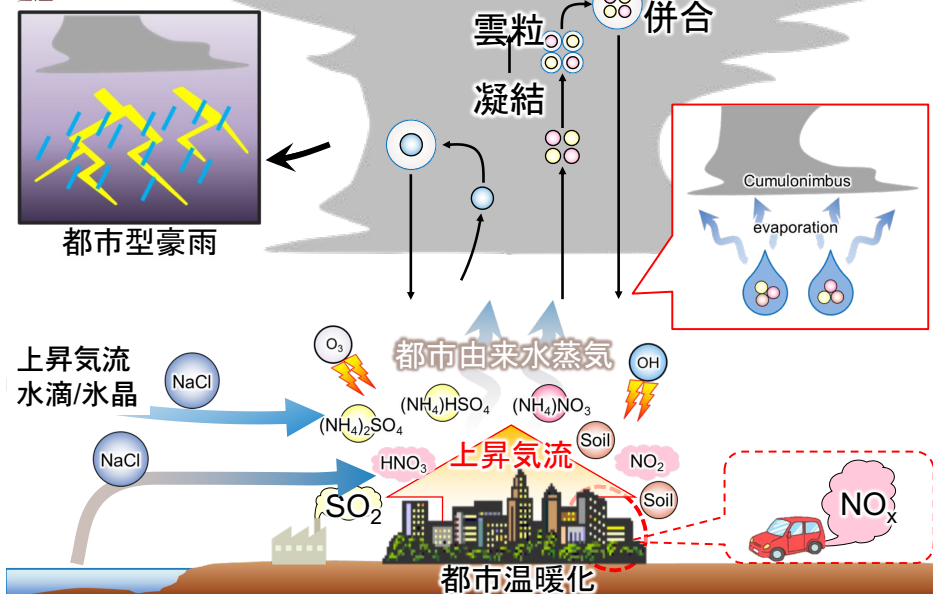 雲粒
併合
凝結
都市型豪雨
Cumulonimbus
evaporation
上昇気流
水滴/氷晶
NaCl
O₃
都市由来水蒸気
OH
(NH₄)₂SO₄
(NH₄)HSO₄
(NH₄)NO₃
NaCl
HNO₃
上昇気流
Soil
NO₂
SO₂
Soil
NOₓ
都市温暖化